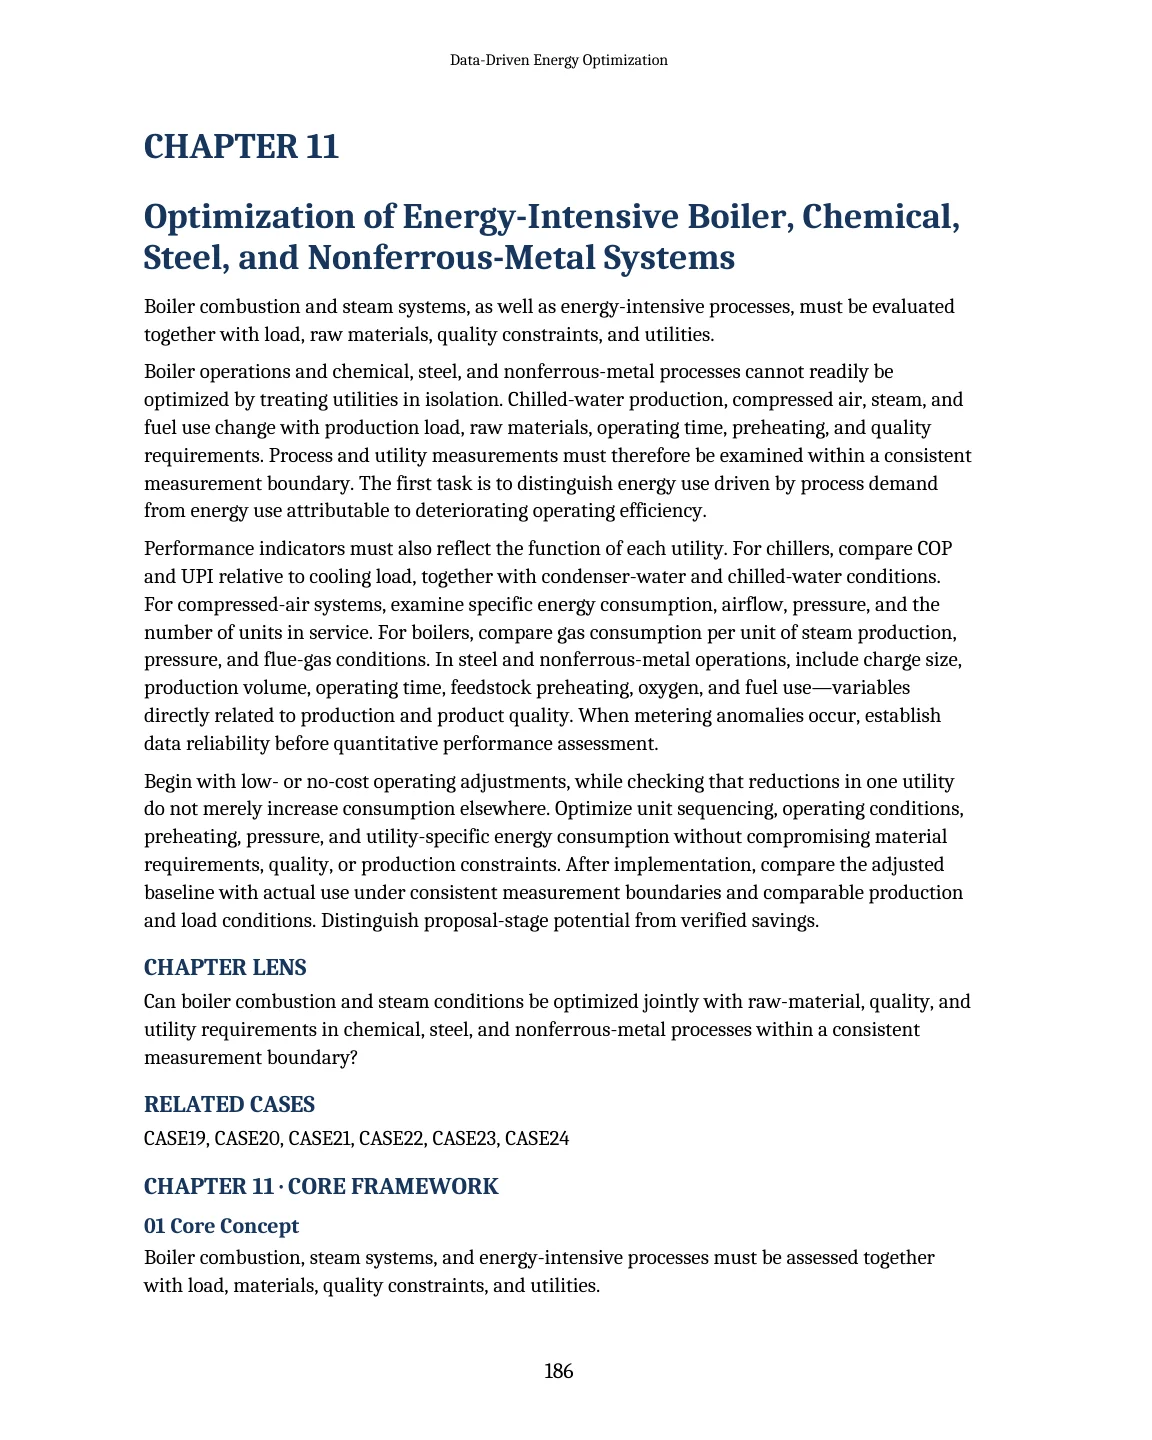 Data-Driven Energy Optimization
CHAPTER 11
Optimization of Energy-Intensive Boiler, Chemical,
Steel, and Nonferrous-Metal Systems
Boiler combustion and steam systems, as well as energy-intensive processes, must be evaluated
together with load, raw materials, quality constraints, and utilities.
Boiler operations and chemical, steel, and nonferrous-metal processes cannot readily be
optimized by treating utilities in isolation. Chilled-water production, compressed air, steam, and
fuel use change with production load, raw materials, operating time, preheating, and quality
requirements. Process and utility measurements must therefore be examined within a consistent
measurement boundary. The first task is to distinguish energy use driven by process demand
from energy use attributable to deteriorating operating efficiency.
Performance indicators must also reflect the function of each utility. For chillers, compare COP
and UPI relative to cooling load, together with condenser-water and chilled-water conditions.
For compressed-air systems, examine specific energy consumption, airflow, pressure, and the
number of units in service. For boilers, compare gas consumption per unit of steam production,
pressure, and flue-gas conditions. In steel and nonferrous-metal operations, include charge size,
production volume, operating time, feedstock preheating, oxygen, and fuel use—variables
directly related to production and product quality. When metering anomalies occur, establish
data reliability before quantitative performance assessment.
Begin with low- or no-cost operating adjustments, while checking that reductions in one utility
do not merely increase consumption elsewhere. Optimize unit sequencing, operating conditions,
preheating, pressure, and utility-specific energy consumption without compromising material
requirements, quality, or production constraints. After implementation, compare the adjusted
baseline with actual use under consistent measurement boundaries and comparable production
and load conditions. Distinguish proposal-stage potential from verified savings.
CHAPTER LENS
Can boiler combustion and steam conditions be optimized jointly with raw-material, quality, and
utility requirements in chemical, steel, and nonferrous-metal processes within a consistent
measurement boundary?
RELATED CASES
CASE19, CASE20, CASE21, CASE22, CASE23, CASE24
CHAPTER 11 · CORE FRAMEWORK
01 Core Concept
Boiler combustion, steam systems, and energy-intensive processes must be assessed together
with load, materials, quality constraints, and utilities.
186